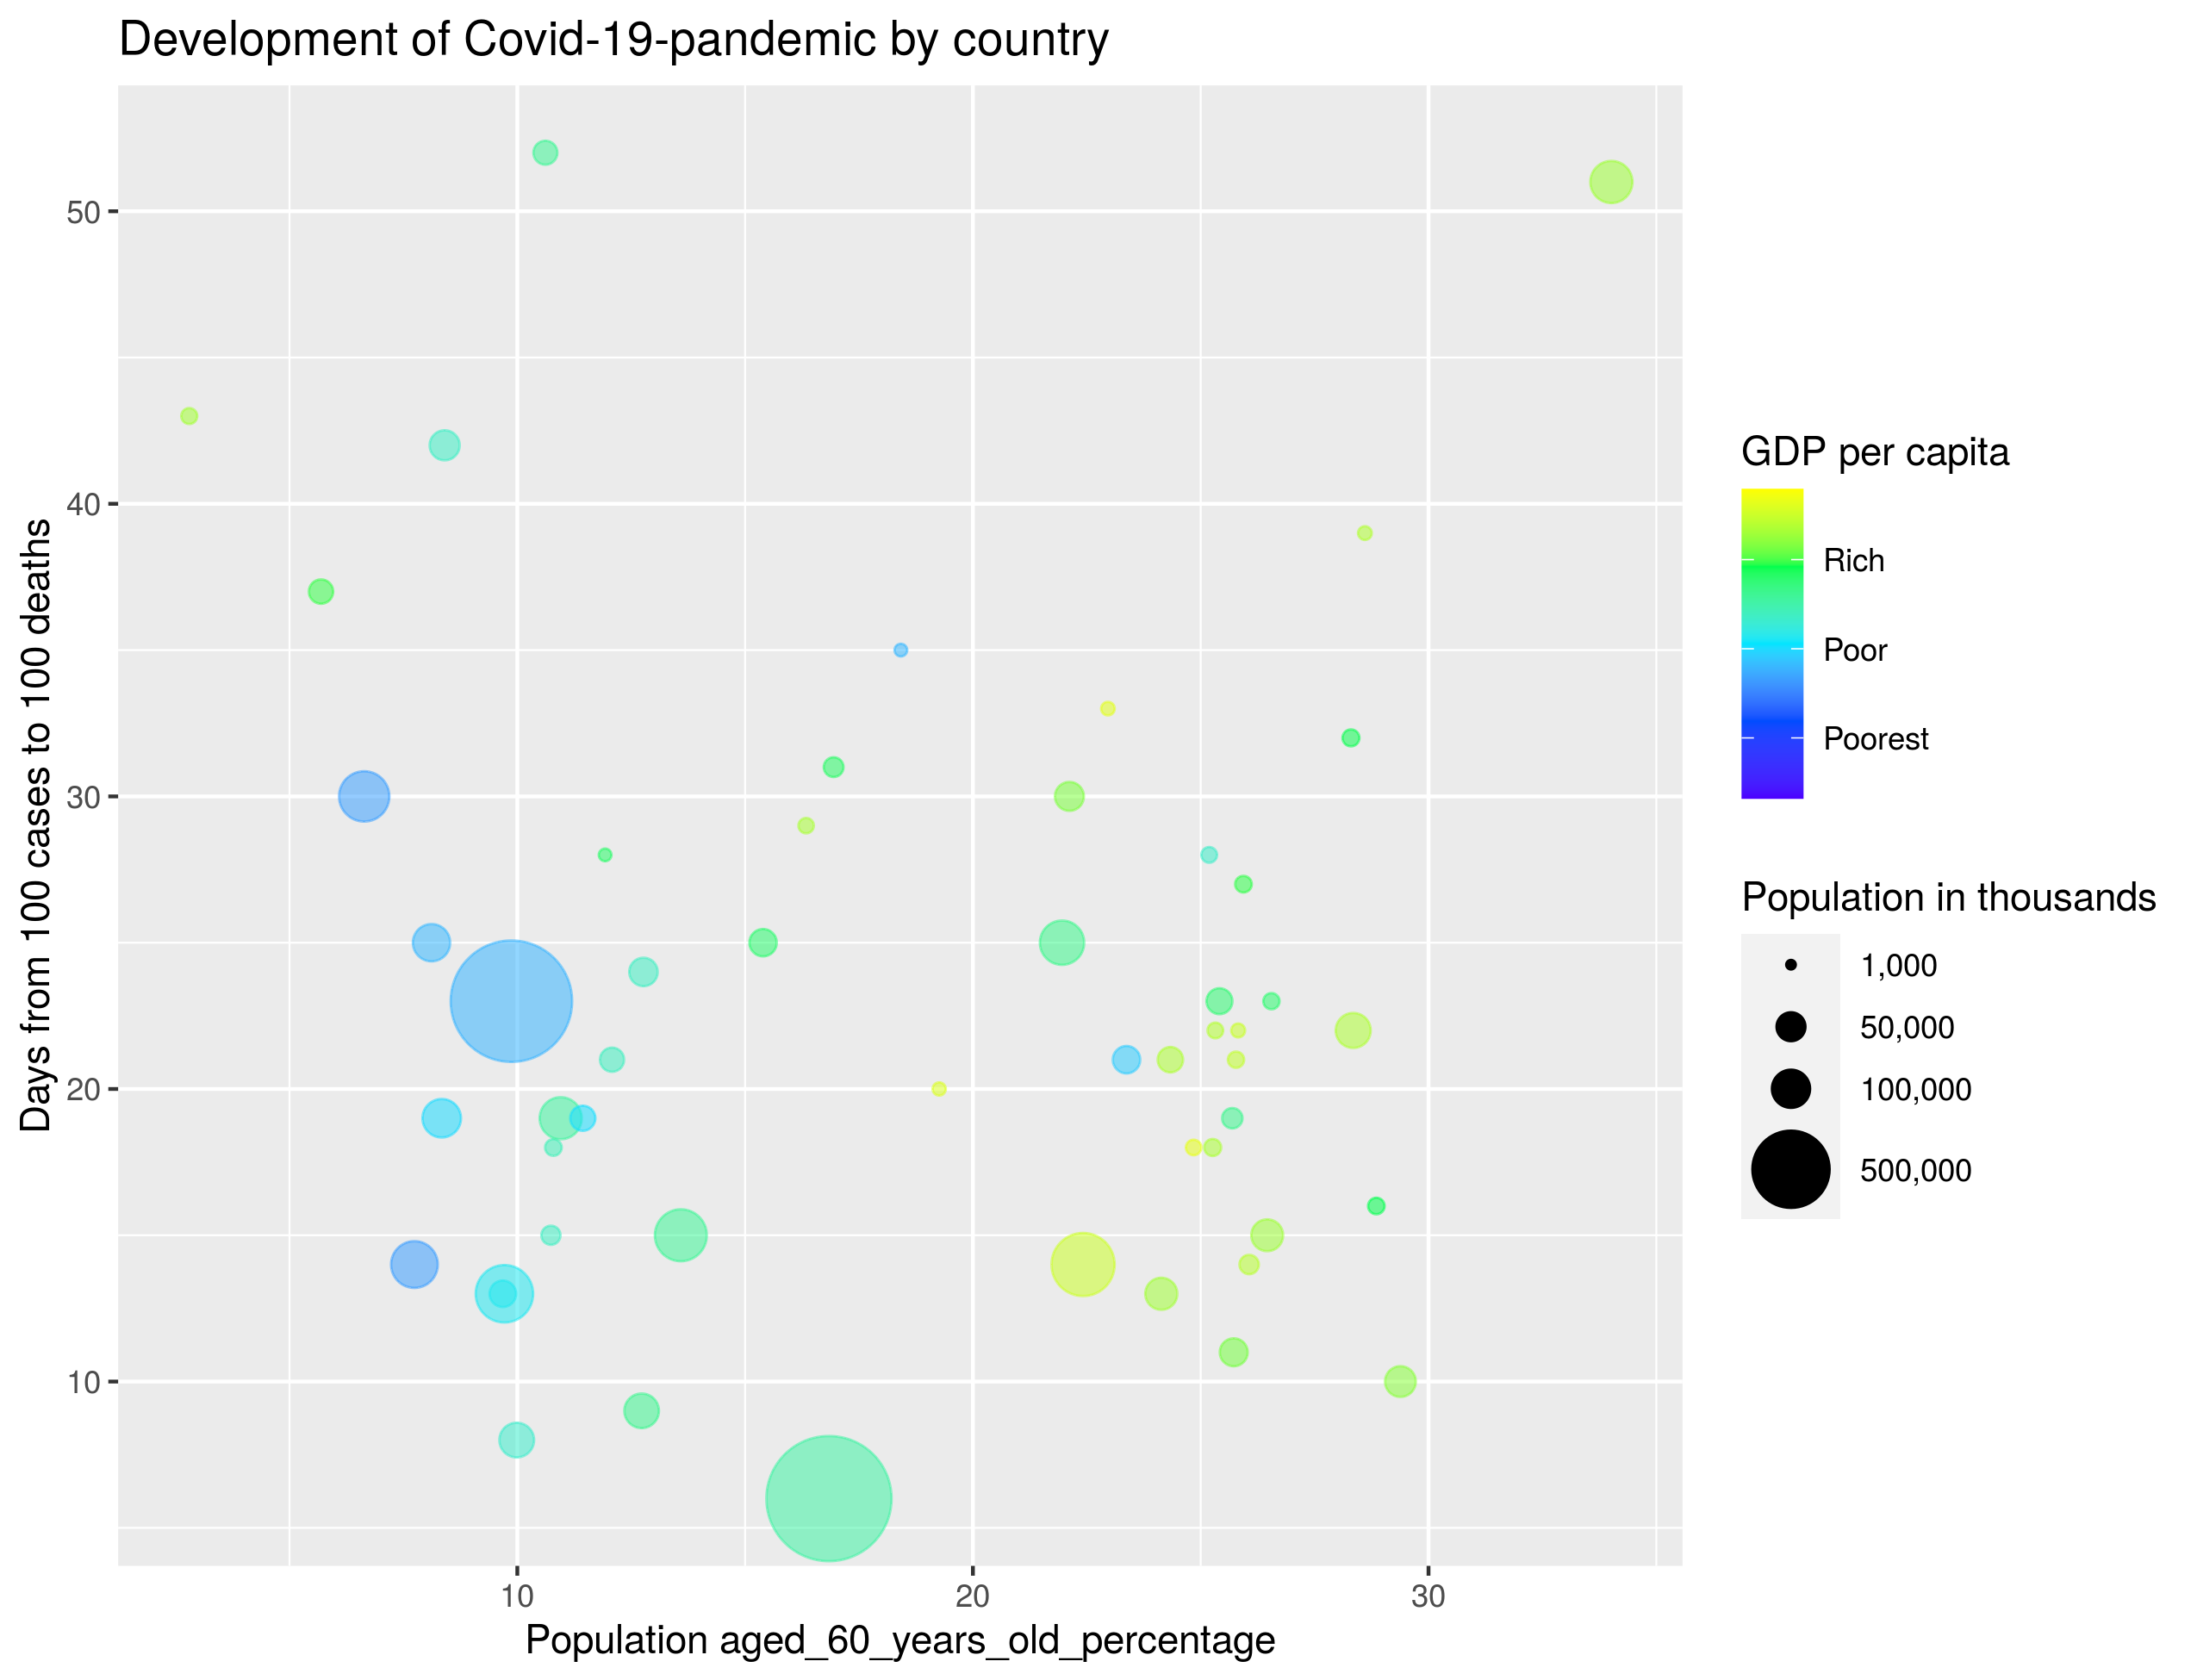 Development of Covid-19-pandemic by country
Days from 100 cases to 100 deaths
50
40
30
20
10
10
20
30
Population aged_60_years_old_percentage
GDP per capita
Rich
Poor
Poorest
Population in thousands
1,000
50,000
100,000
500,000